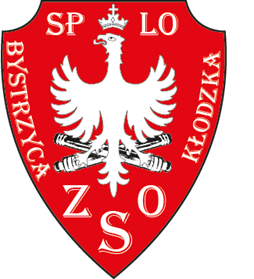 SP LO
BYSTRZYCA
KŁODZKA
Z S O